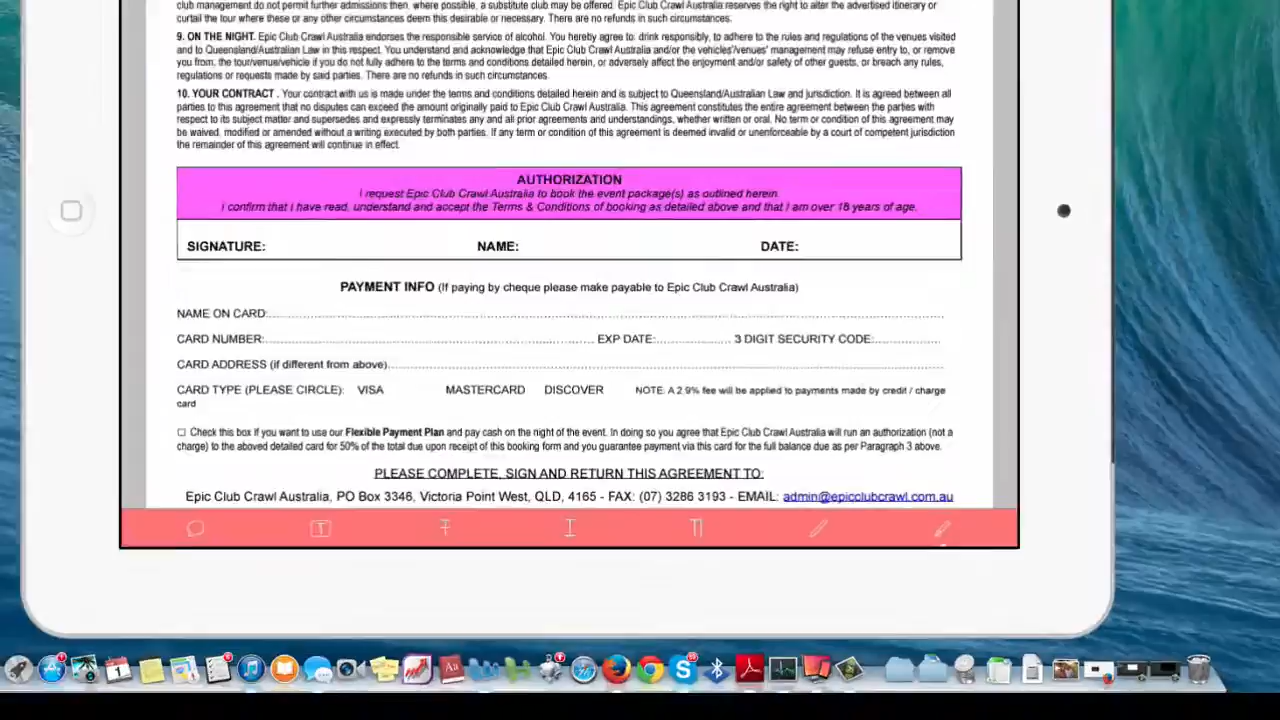 club management do not permit further admissions then, where possible, a substitute club may be offered. Epic Club Crawl Australia reserves the right to alter the advertised itinerary or
curtail the tour where these or any other circumstances deem this desirable or necessary. There are no refunds in such circumstances.
9. ON THE NIGHT. Epic Club Crawl Australia endorses the responsible service of alcohol. You hereby agree to: drink responsibly, to adhere to the rules and regulations of the venues visited
and to Queensland/Australian Law in this respect. You understand and acknowledge that Epic Club Crawl Australia and/or the vehicles'/venues' management may refuse entry to, or remove
you from, the tour/venue/vehicle if you do not fully adhere to the terms and conditions detailed herein, or adversely affect the enjoyment and/or safety of other guests, or breach any rules,
regulations or requests made by said parties. There are no refunds in such circumstances.
10. YOUR CONTRACT . Your contract with us is made under the terms and conditions detailed herein and is subject to Queensland/Australian Law and jurisdiction. It is agreed between all
parties to this agreement that no disputes can exceed the amount originally paid to Epic Club Crawl Australia. This agreement constitutes the entire agreement between the parties with
respect to its subject matter and supersedes and expressly terminates any and all prior agreements and understandings, whether written or oral. No term or condition of this agreement may
be waived, modified or amended without a writing executed by both parties. If any term or condition of this agreement is deemed invalid or unenforceable by a court of competent jurisdiction
the remainder of this agreement will continue in effect.
AUTHORIZATION
I request Epic Club Crawl Australia to book the event package(s) as outlined herein.
I confirm that I have read, understand and accept the Terms & Conditions of booking as detailed above and that I am over 18 years of age.
SIGNATURE: NAME: DATE:
PAYMENT INFO (If paying by cheque please make payable to Epic Club Crawl Australia)
NAME ON CARD:
CARD NUMBER: EXP DATE: 3 DIGIT SECURITY CODE:
CARD ADDRESS (if different from above)
CARD TYPE (PLEASE CIRCLE): VISA MASTERCARD DISCOVER NOTE: A 2.9% fee will be applied to payments made by credit / charge
card
Check this box if you want to use our Flexible Payment Plan and pay cash on the night of the event. In doing so you agree that Epic Club Crawl Australia will run an authorization (not a
charge) to the aboved detailed card for 50% of the total due upon receipt of this booking form and you guarantee payment via this card for the full balance due as per Paragraph 3 above.
PLEASE COMPLETE, SIGN AND RETURN THIS AGREEMENT TO:
Epic Club Crawl Australia, PO Box 3346, Victoria Point West, QLD, 4165 - FAX: (07) 3286 3193 - EMAIL: admin@epicclubcrawl.com.au